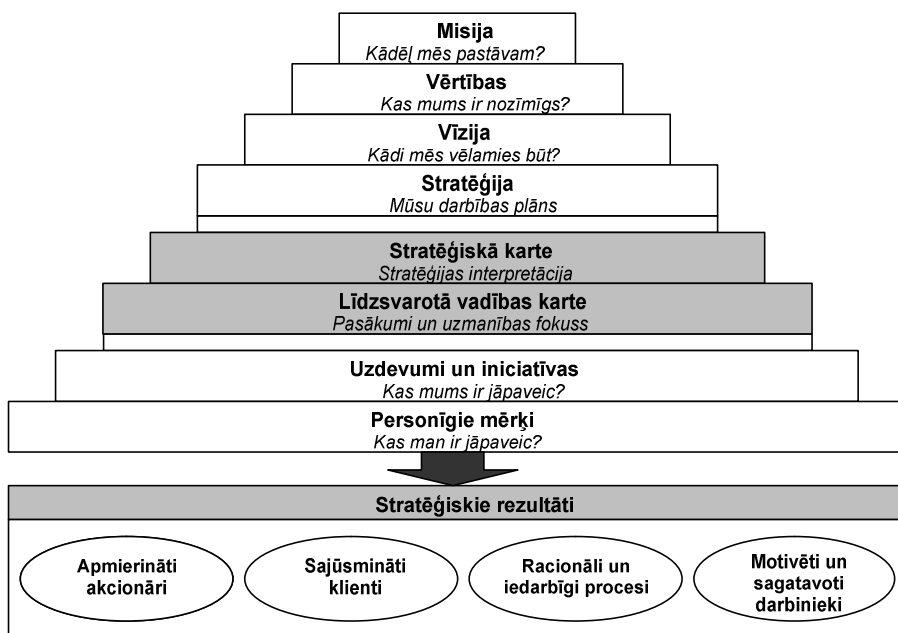 Misija
Kādēļ mēs pastāvam?
Vērtības
Kas mums ir nozīmīgs?
Vīzija
Kādi mēs vēlamies būt?
Stratēģija
Mūsu darbības plāns
Stratēģiskā karte
Stratēģijas interpretācija
Līdzsvarotā vadības karte
Pasākumi un uzmanības fokuss
Uzdevumi un iniciatīvas
Kas mums ir jāpaveic?
Personīgie mērķi
Kas man ir jāpaveic?
Stratēģiskie rezultāti
Apmierināti
akcionāri
Sajūsmināti
klienti
Racionāli un
iedarbīgi procesi
Motivēti un
sagatavoti
darbinieki